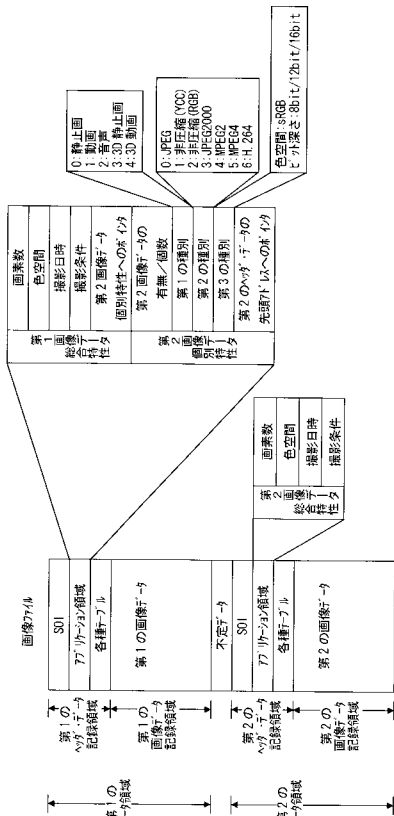 画像ファイル
SOI
アプリケーション領域
各種テーブル
第1の画像データ
不定データ
SOI
アプリケーション領域
各種テーブル
第2の画像データ
第1の
ヘッダ・データ
記録領域
第1の
画像データ
記録領域
第2の
ヘッダ・データ
記録領域
第2の
画像データ
記録領域
第1の
データ領域
第2の
データ領域
第1画像データ
総合特性
画素数
色空間
撮影日時
撮影条件
第2画像データ
個別特性へのポインタ
第2画像データ
個別特性
第2画像データの
有無/個数
第1の種別
第2の種別
第3の種別
第2のヘッダ・データの
先頭アドレスへのポインタ
0:静止画
1:動画
2:音声
3:3D 静止画
4:3D 動画
0:JPEG
1:非圧縮(YCC)
2:非圧縮(RGB)
3:JPEG2000
4:MPEG2
5:MPEG4
6:H.264
色空間:sRGB
ビット深さ:8bit/12bit/16bit
第2画像データ
総合特性
画素数
色空間
撮影日時
撮影条件